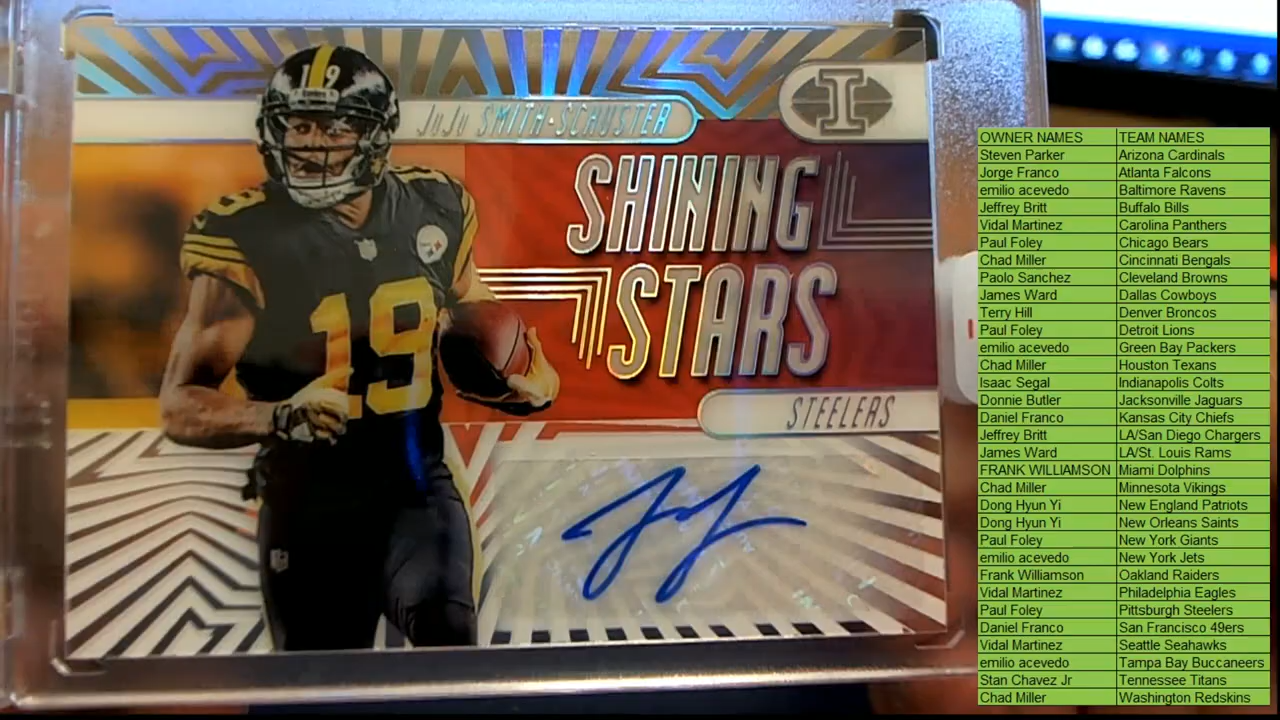 19
JuJu SMITH-SCHUSTER
I
SHINING
STARS
19
STEELERS
OWNER NAMES TEAM NAMES
Steven Parker Arizona Cardinals
Jorge Franco Atlanta Falcons
emilio acevedo Baltimore Ravens
Jeffrey Britt Buffalo Bills
Vidal Martinez Carolina Panthers
Paul Foley Chicago Bears
Chad Miller Cincinnati Bengals
Paolo Sanchez Cleveland Browns
James Ward Dallas Cowboys
Terry Hill Denver Broncos
Paul Foley Detroit Lions
emilio acevedo Green Bay Packers
Chad Miller Houston Texans
Isaac Segal Indianapolis Colts
Donnie Butler Jacksonville Jaguars
Daniel Franco Kansas City Chiefs
Jeffrey Britt LA/San Diego Chargers
James Ward LA/St. Louis Rams
FRANK WILLIAMSON Miami Dolphins
Chad Miller Minnesota Vikings
Dong Hyun Yi New England Patriots
Dong Hyun Yi New Orleans Saints
Paul Foley New York Giants
emilio acevedo New York Jets
Frank Williamson Oakland Raiders
Vidal Martinez Philadelphia Eagles
Paul Foley Pittsburgh Steelers
Daniel Franco San Francisco 49ers
Vidal Martinez Seattle Seahawks
emilio acevedo Tampa Bay Buccaneers
Stan Chavez Jr Tennessee Titans
Chad Miller Washington Redskins